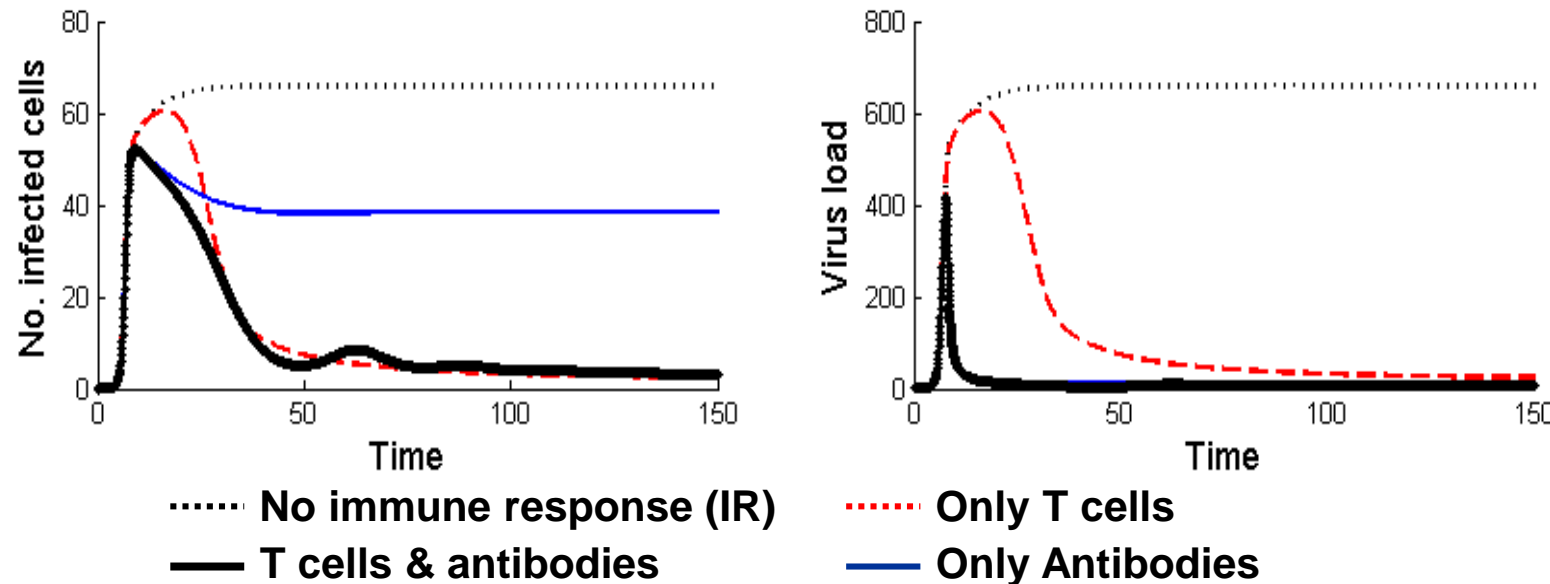 80
60
40
20
0
No. infected cells
0 50 100 150
Time
800
600
400
200
0
Virus load
0 50 100 150
Time
No immune response (IR)
Only T cells
T cells & antibodies
Only Antibodies